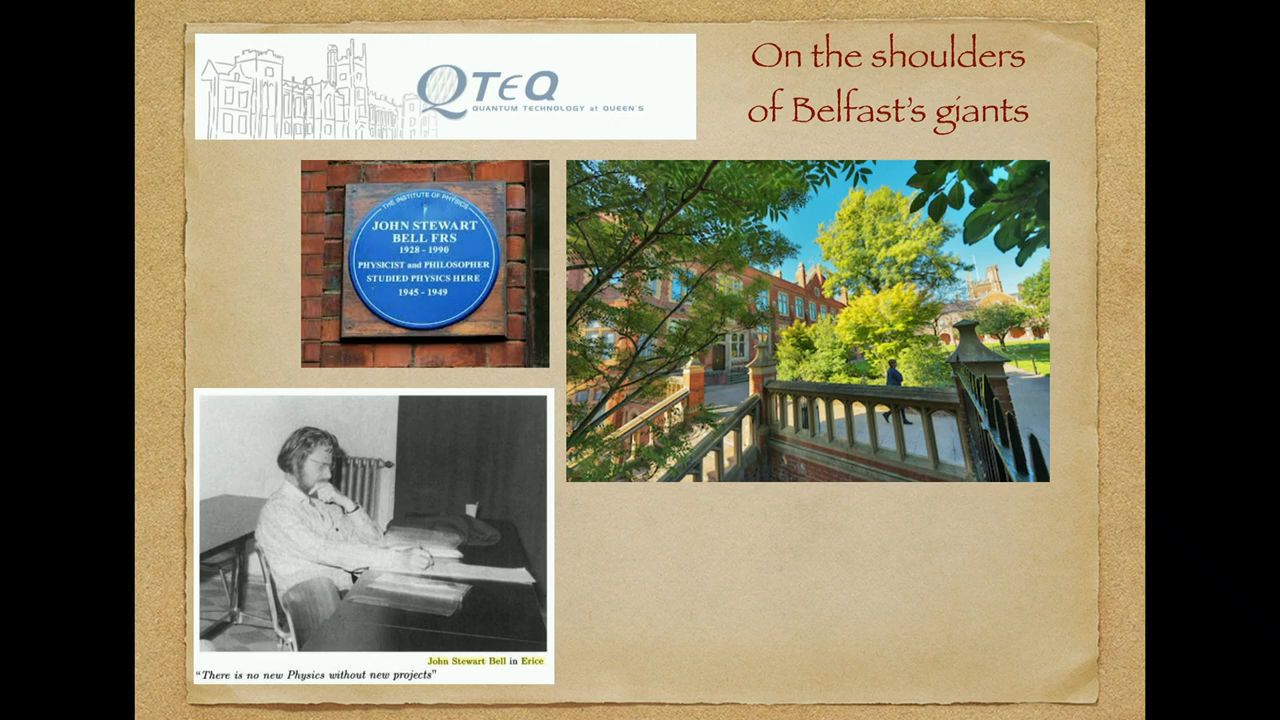 QTEQ
QUANTUM TECHNOLOGY at QUEEN'S
On the shoulders
of Belfast's giants
THE INSTITUTE OF PHYSICS
JOHN STEWART
BELL FRS
1928 - 1990
PHYSICIST and PHILOSOPHER
STUDIED PHYSICS HERE
1945 - 1949
John Stewart Bell in Erice
"There is no new Physics without new projects"